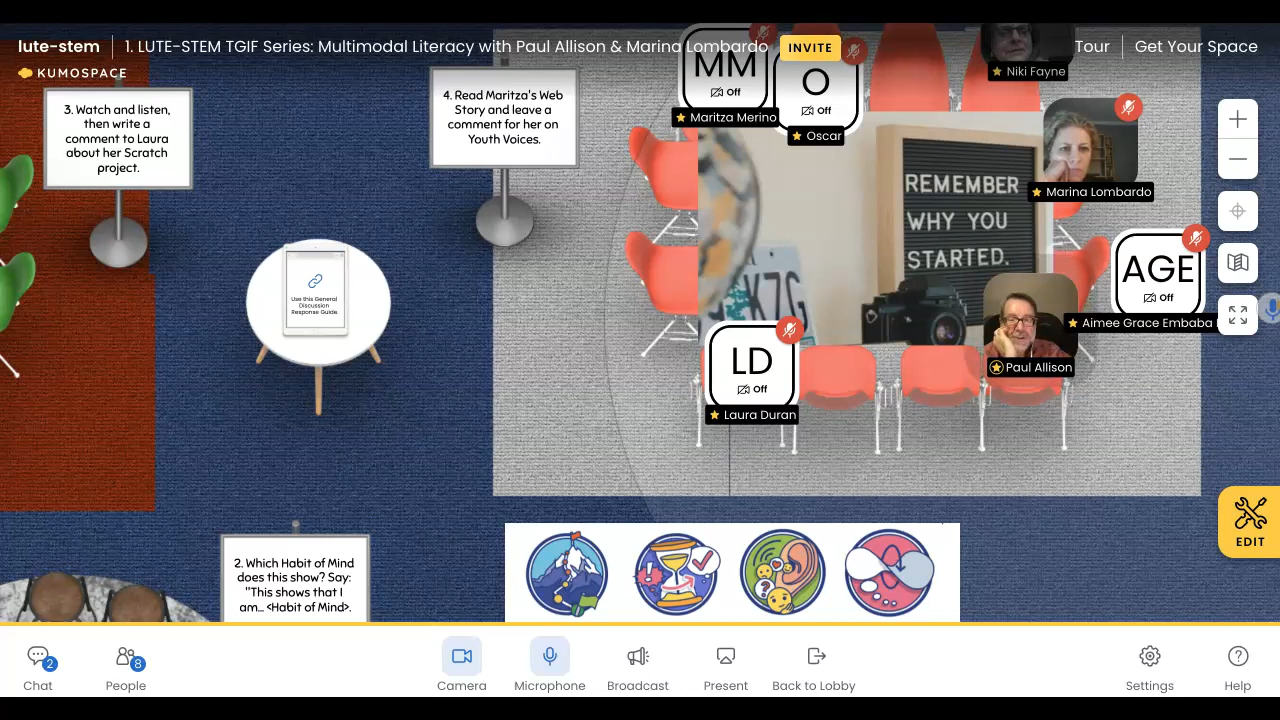 lute-stem
1. LUTE-STEM TGIF Series: Multimodal Literacy with Paul Allison & Marina Lombardo
INVITE
Tour
Get Your Space
KUMOSPACE
3. Watch and listen,
then write a
comment to Laura
about her Scratch
project.
4. Read Maritza's Web
Story and leave a
comment for her on
Youth Voices.
MM
Off
Maritza Merino
O
Off
Oscar
Niki Fayne
Marina Lombardo
REMEMBER
WHY YOU
STARTED.
AGE
Off
Aimee Grace Embaba
Use this General
Discussion
Response Guide.
LD
Off
Laura Duran
Paul Allison
EDIT
2. Which Habit of Mind
does this show? Say:
"This shows that I
am... <Habit of Mind>.
2
Chat
8
People
Camera
Microphone
Broadcast
Present
Back to Lobby
Settings
Help